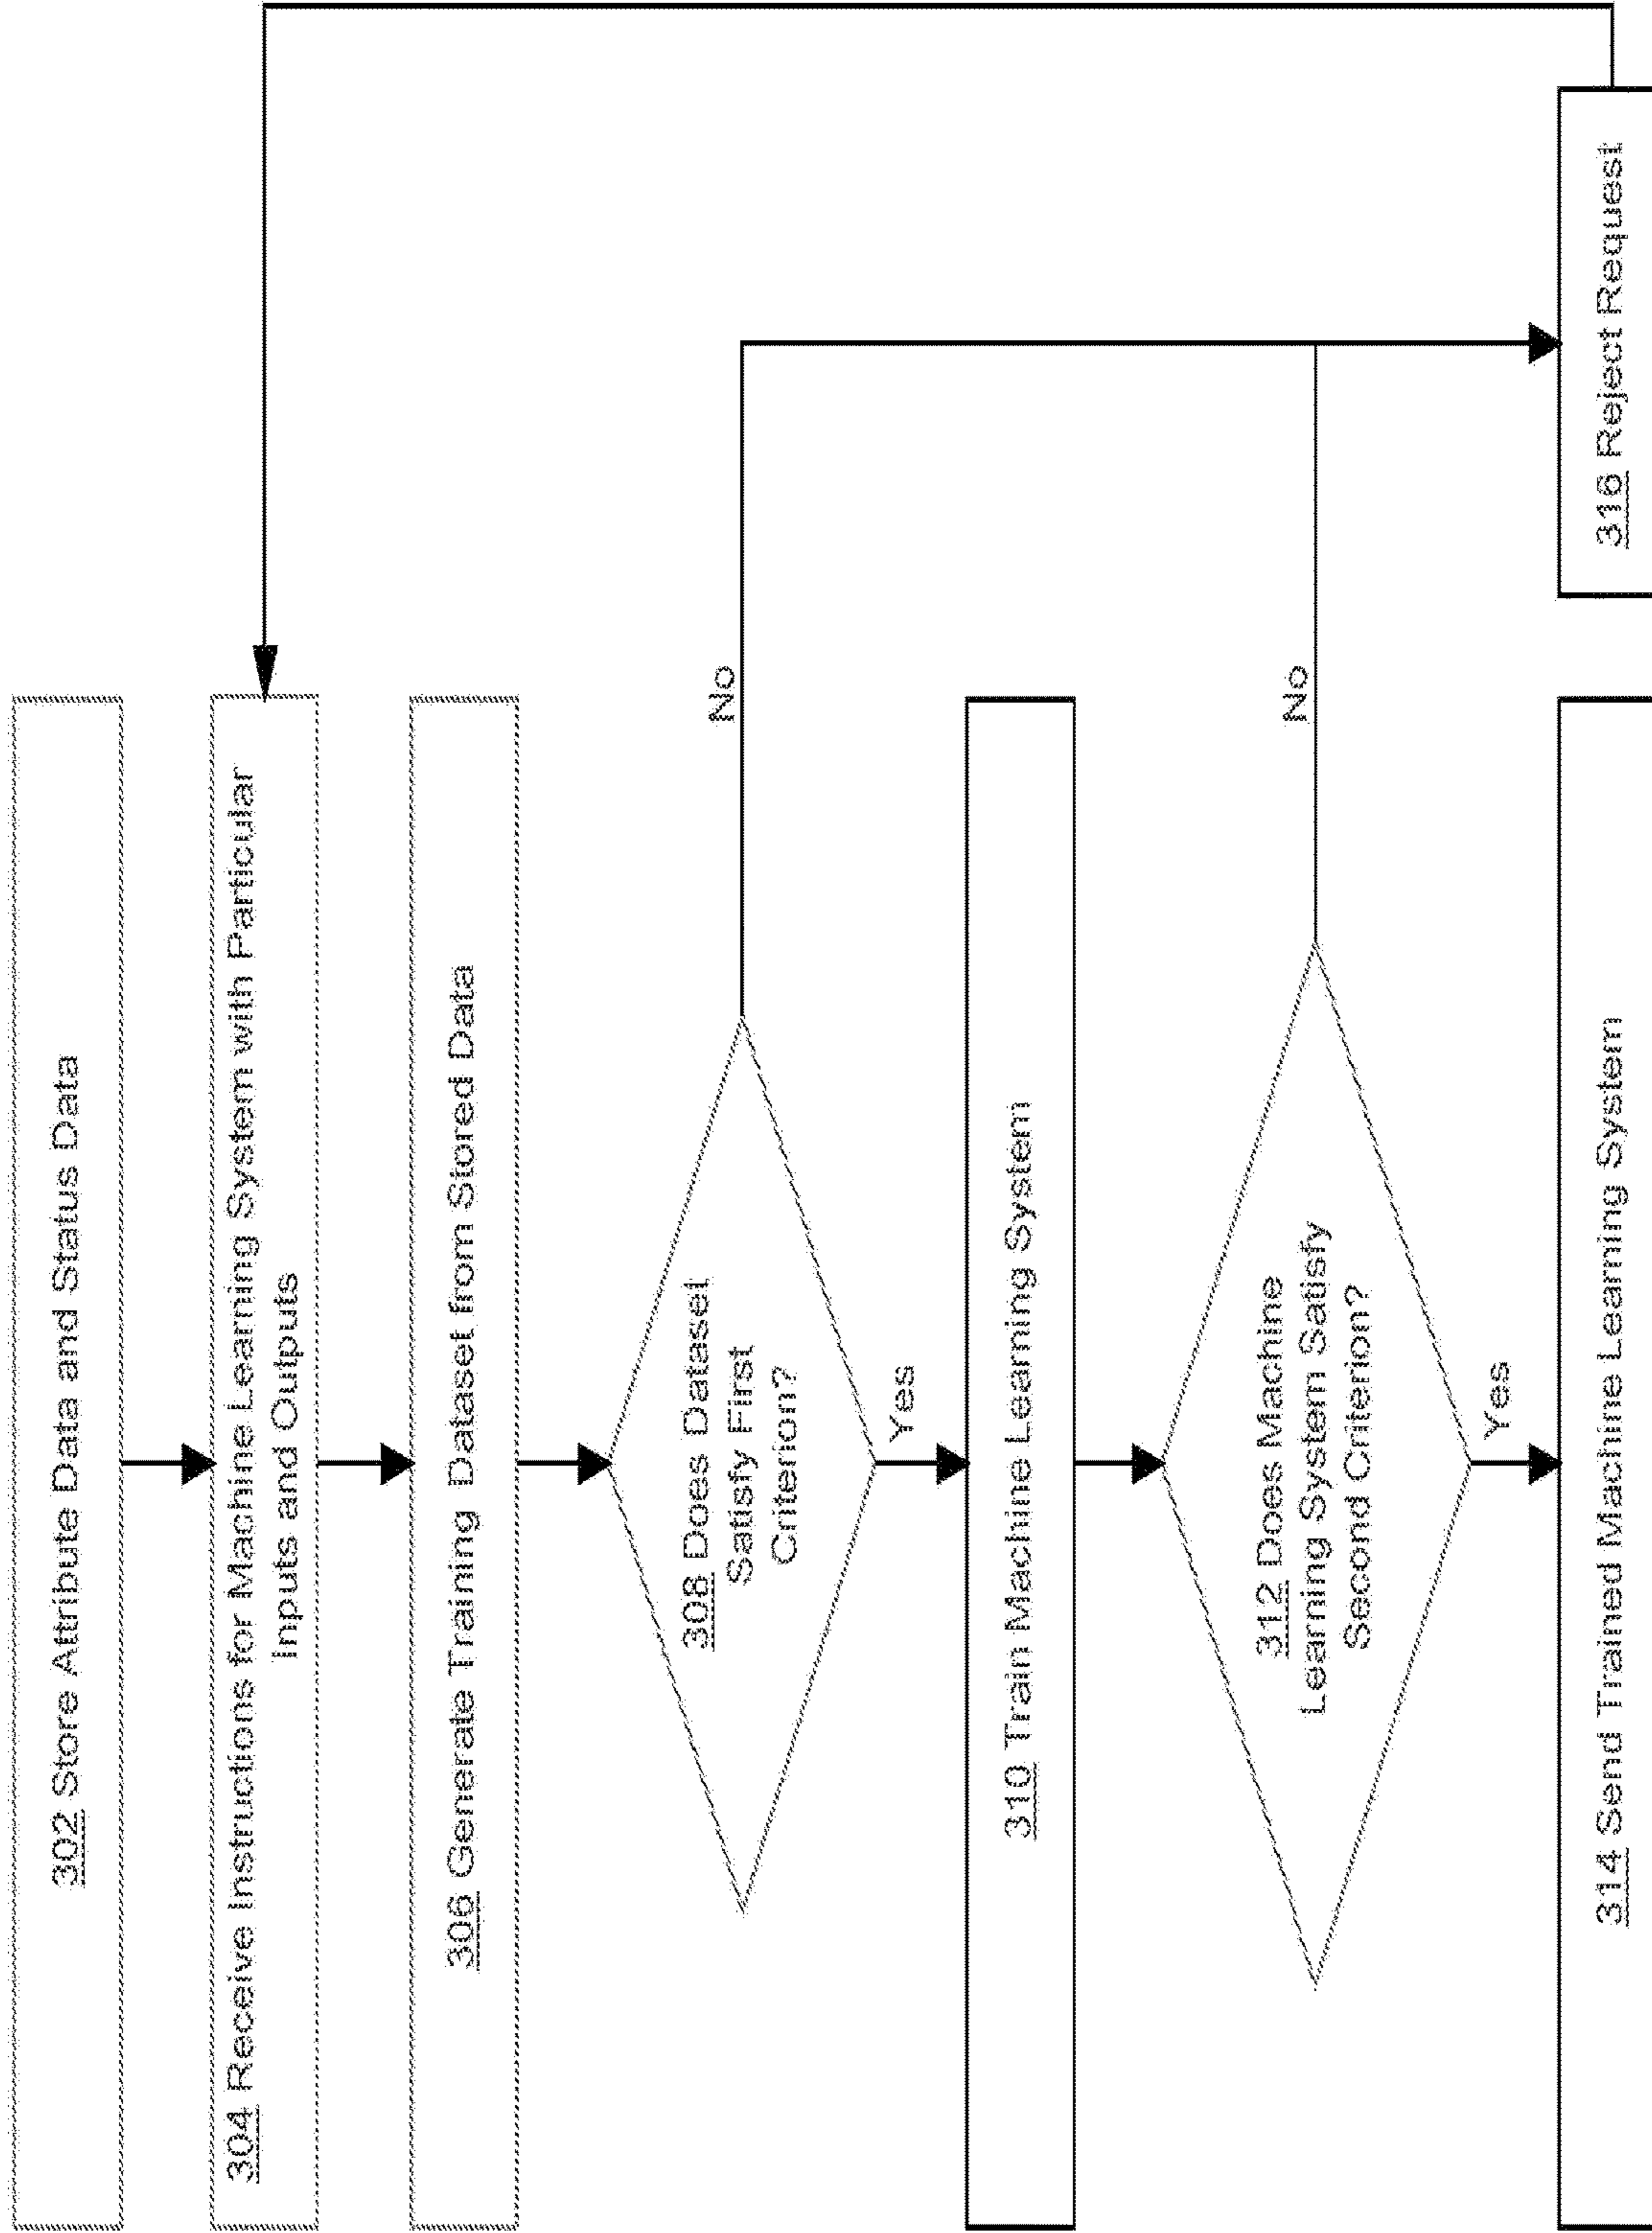 302 Store Attribute Data and Status Data
304 Receive Instructions for Machine Learning System with Particular
Inputs and Outputs
306 Generate Training Dataset from Stored Data
308 Does Dataset
Satisfy First
Criterion?
No
Yes
310 Train Machine Learning System
312 Does Machine
Learning System Satisfy
Second Criterion?
No
Yes
314 Send Trained Machine Learning System
316 Reject Request